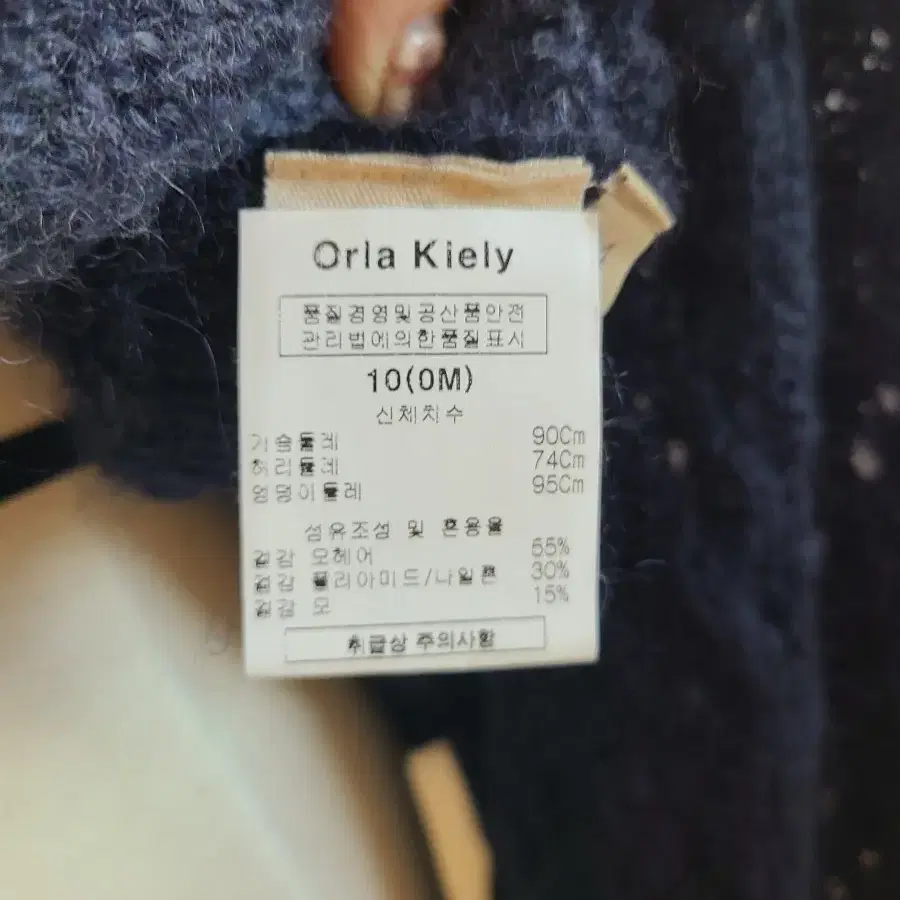 Orla Kiely
품질경영및공산품안전
관리법에의한품질표시
10(0M)
신체치수
가슴둘레 90Cm
허리둘레 74Cm
엉덩이둘레 95Cm
섬유조성 및 혼용율
겉감 모헤어 55%
겉감 폴리아미드/나일론 30%
겉감 모 15%
취급상 주의사항